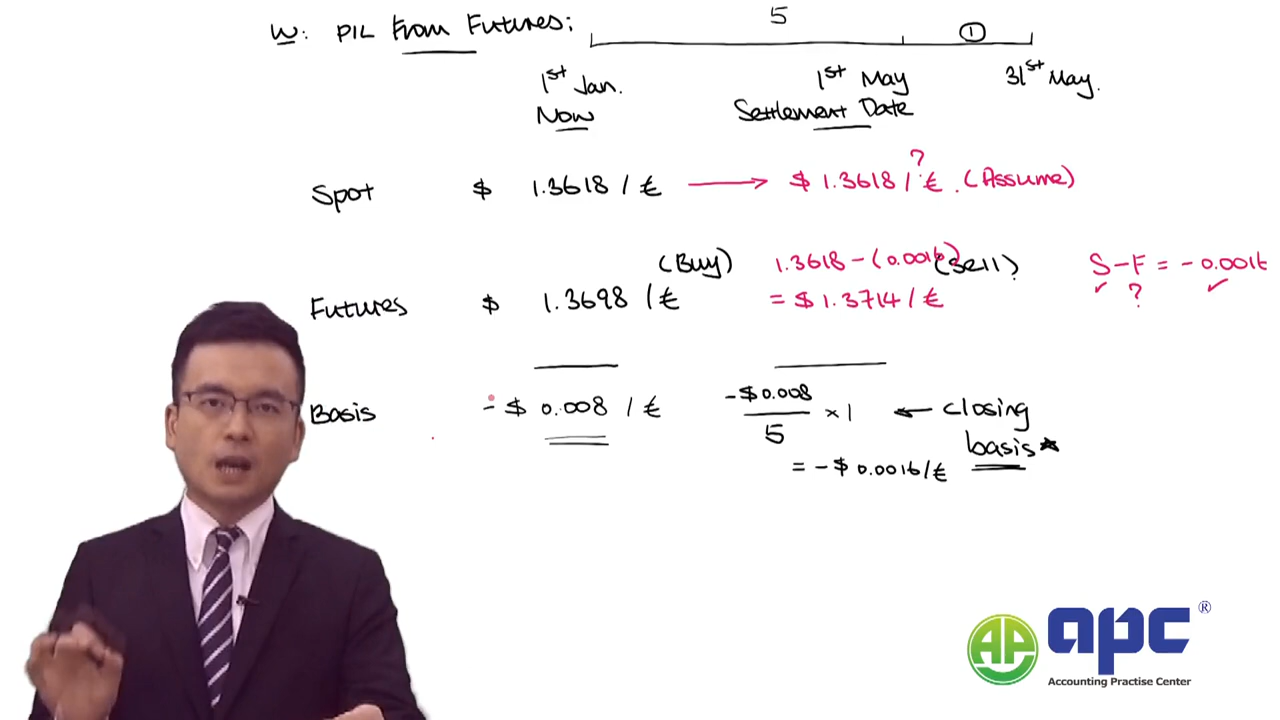 W: P/L From Futures:
5
①
1st Jan.
Now
1st May
Settlement Date
31st May.
Spot $ 1.3618 / € → $ 1.3618 / € . (Assume)
?
(Buy) 1.3618 - (0.0016) (Sell)
S - F = - 0.0016
?
Futures $ 1.3698 / € = $ 1.3714 / €
Basis - $ 0.008 / €
-$0.008
5
× 1
= - $ 0.0016 / €
← closing
basis
apc ®
Accounting Practise Center